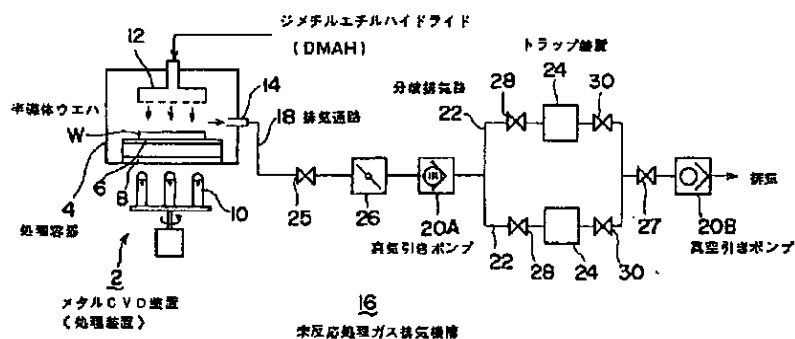 ジメチルエチルハイドライド
(DMAH)
12
トラップ装置
24
28
30
分岐排気路
22
14
18 排気通路
半導体ウエハ
W
4
6
8
10
処理容器
25
26
20A
真空引きポンプ
22
28
24
30
27
排気
20B
真空引きポンプ
2
メタルCVD装置
(処理装置)
16
未反応処理ガス排気機構